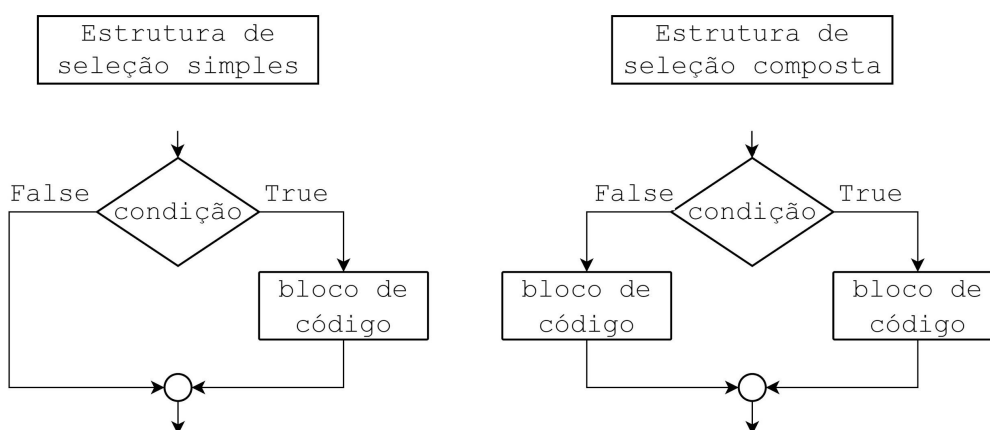 Estrutura de
seleção simples
False
True
condição
bloco de
código
Estrutura de
seleção composta
False
True
condição
bloco de
código
bloco de
código